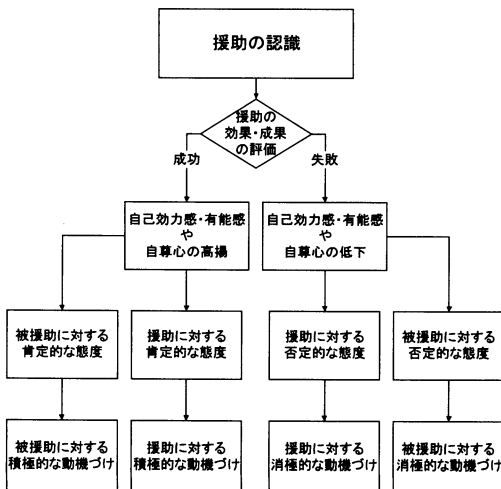 援助の認識
援助の
効果・成果
の評価
成功
失敗
自己効力感・有能感
や
自尊心の高揚
自己効力感・有能感
や
自尊心の低下
被援助に対する
肯定的な態度
援助に対する
肯定的な態度
援助に対する
否定的な態度
被援助に対する
否定的な態度
被援助に対する
積極的な動機づけ
援助に対する
積極的な動機づけ
援助に対する
消極的な動機づけ
被援助に対する
消極的な動機づけ